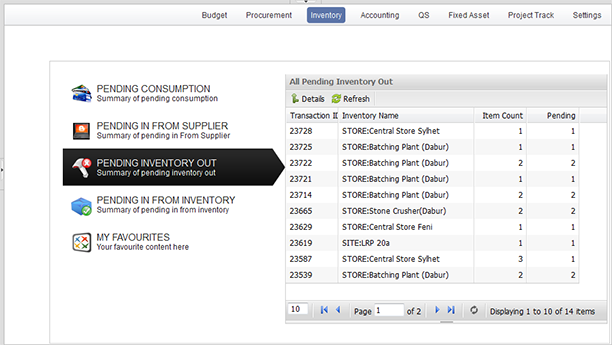 Budget Procurement Inventory Accounting QS Fixed Asset Project Track Settings
PENDING CONSUMPTION
Summary of pending consumption
PENDING IN FROM SUPPLIER
Summary of pending in From Supplier
PENDING INVENTORY OUT
Summary of pending inventory out
PENDING IN FROM INVENTORY
Summary of pending in from inventory
MY FAVOURITES
Your favourite content here
All Pending Inventory Out
Details Refresh
Transaction ID Inventory Name Item Count Pending
23728 STORE:Central Store Sylhet 1 1
23725 STORE:Batching Plant (Dabur) 1 1
23722 STORE:Batching Plant (Dabur) 2 2
23721 STORE:Batching Plant (Dabur) 1 1
23714 STORE:Batching Plant (Dabur) 2 2
23665 STORE:Stone Crusher(Dabur) 2 2
23629 STORE:Central Store Feni 1 1
23619 SITE:LRP 20a 1 1
23587 STORE:Central Store Sylhet 3 1
23539 STORE:Batching Plant (Dabur) 2 2
10 Page 1 of 2 Displaying 1 to 10 of 14 items